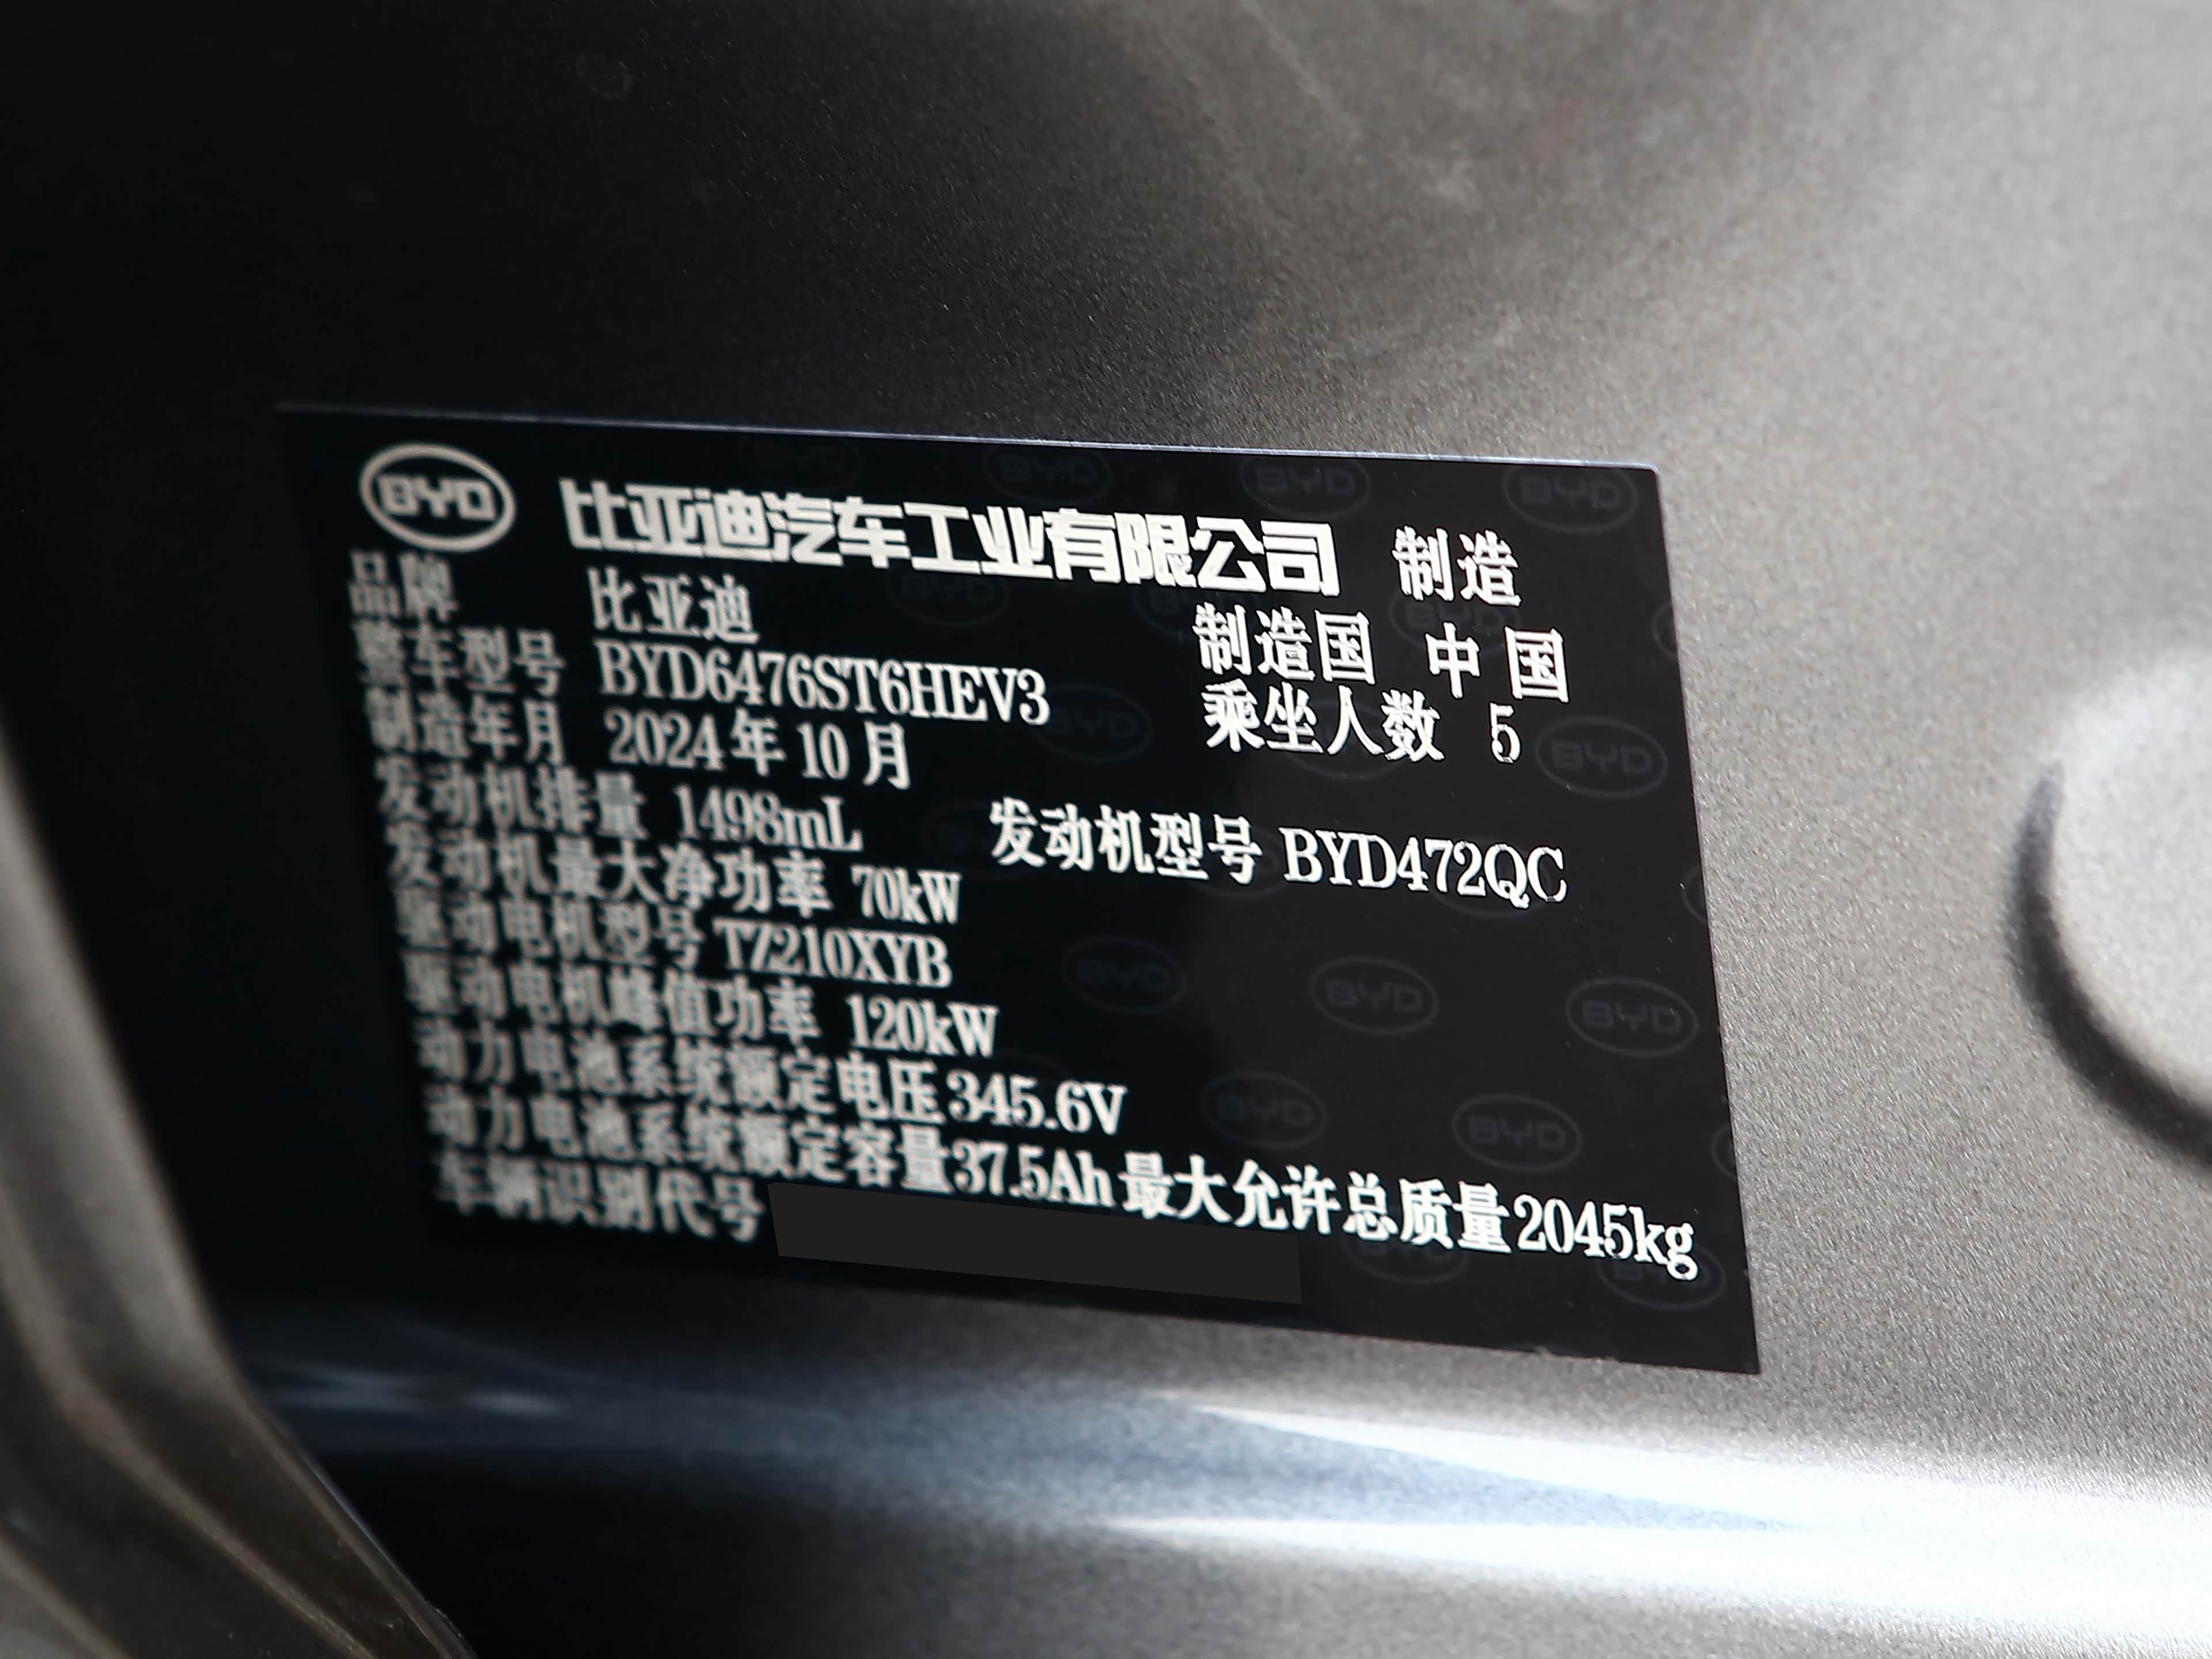 BYD 比亚迪汽车工业有限公司 制造
品牌 比亚迪 制造国 中国
整车型号 BYD6476ST6HEV3 乘坐人数 5
制造年月 2024年10月
发动机排量 1498mL 发动机型号 BYD472QC
发动机最大净功率 70kW
驱动电机型号 TZ210XYB
驱动电机峰值功率 120kW
动力电池系统额定电压 345.6V
动力电池系统额定容量 37.5Ah 最大允许总质量 2045kg
车辆识别代号